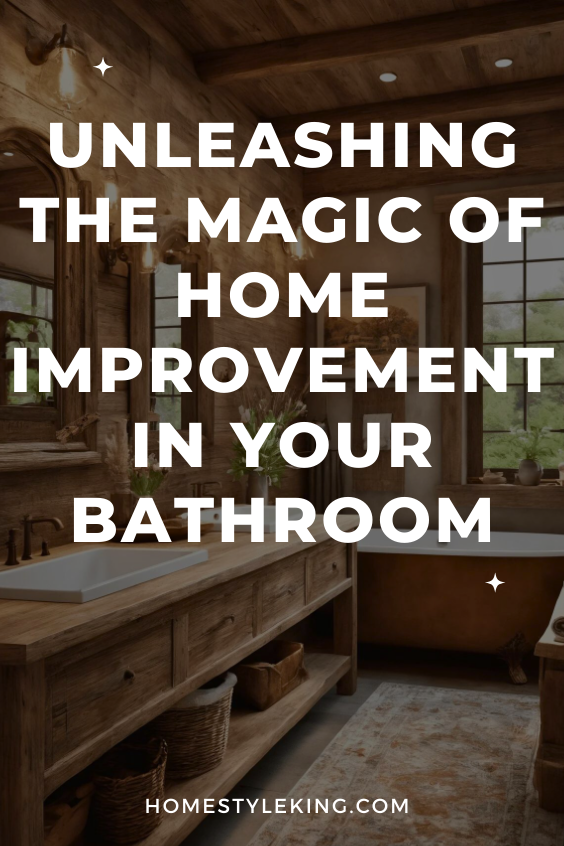 UNLEASHING
THE MAGIC OF
HOME
IMPROVEMENT
IN YOUR
BATHROOM
HOMESTYLEKING.COM